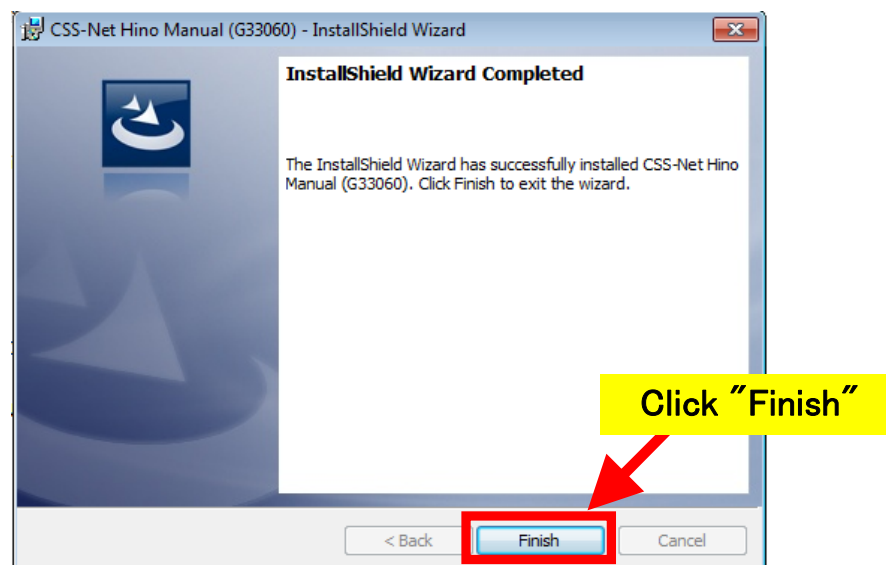 CSS-Net Hino Manual (G33060) - InstallShield Wizard
InstallShield Wizard Completed
The InstallShield Wizard has successfully installed CSS-Net Hino
Manual (G33060). Click Finish to exit the wizard.
Click "Finish"
< Back
Finish
Cancel